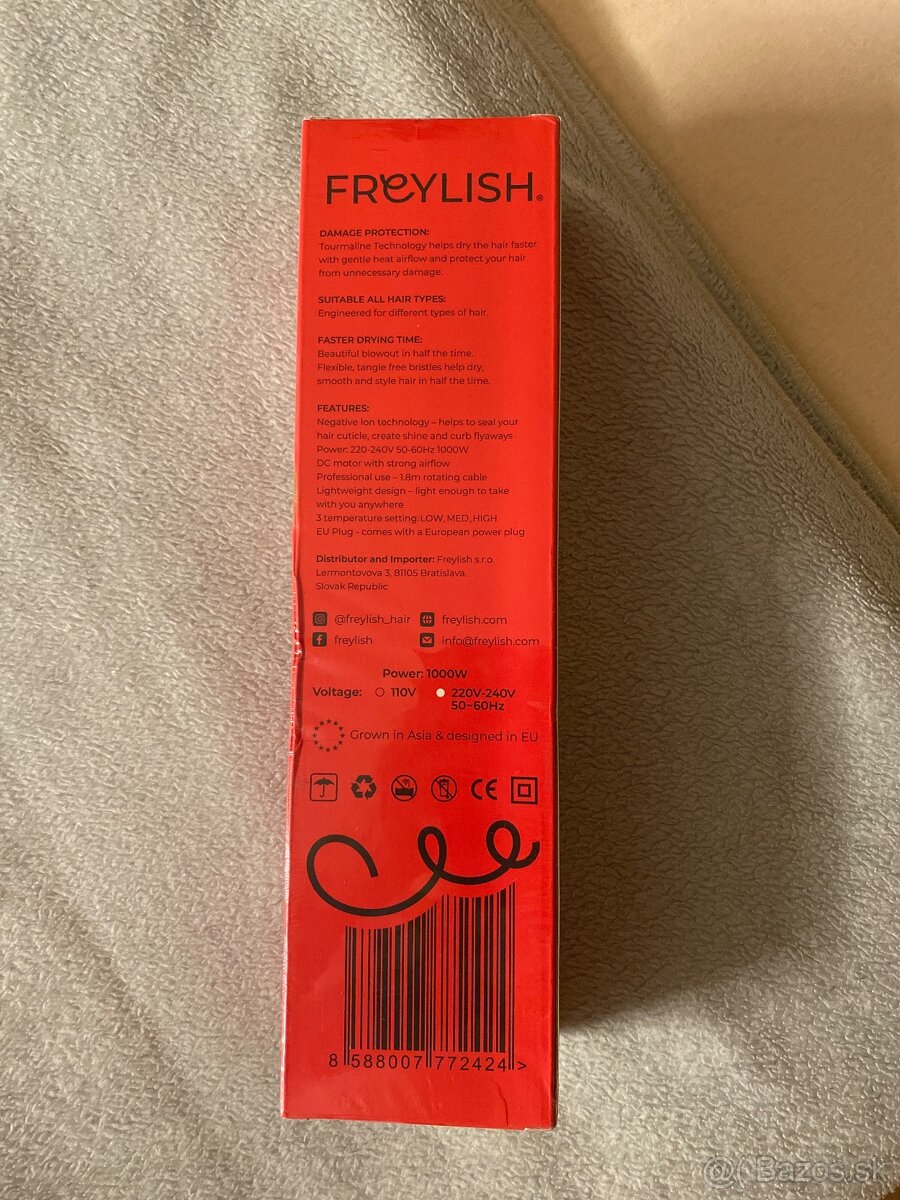 FREYLISH®
DAMAGE PROTECTION:
Tourmaline Technology helps dry the hair faster
with gentle heat airflow and protect your hair
from unnecessary damage.
SUITABLE ALL HAIR TYPES:
Engineered for different types of hair.
FASTER DRYING TIME:
Beautiful blowout in half the time.
Flexible, tangle free bristles help dry,
smooth and style hair in half the time.
FEATURES:
Negative Ion technology – helps to seal your
hair cuticle, create shine and curb flyaways
Power: 220-240V 50-60Hz 1000W
DC motor with strong airflow
Professional use – 1.8m rotating cable
Lightweight design – light enough to take
with you anywhere
3 temperature setting: LOW, MED, HIGH
EU Plug - comes with a European power plug
Distributor and Importer: Freylish s.r.o.
Lermontovova 3, 81105 Bratislava,
Slovak Republic
@freylish_hair freylish.com
freylish info@freylish.com
Power: 1000W
Voltage: 110V 220V-240V
50~60Hz
Grown in Asia & designed in EU
CE
8 588007 772424 >
@ Bazos.sk